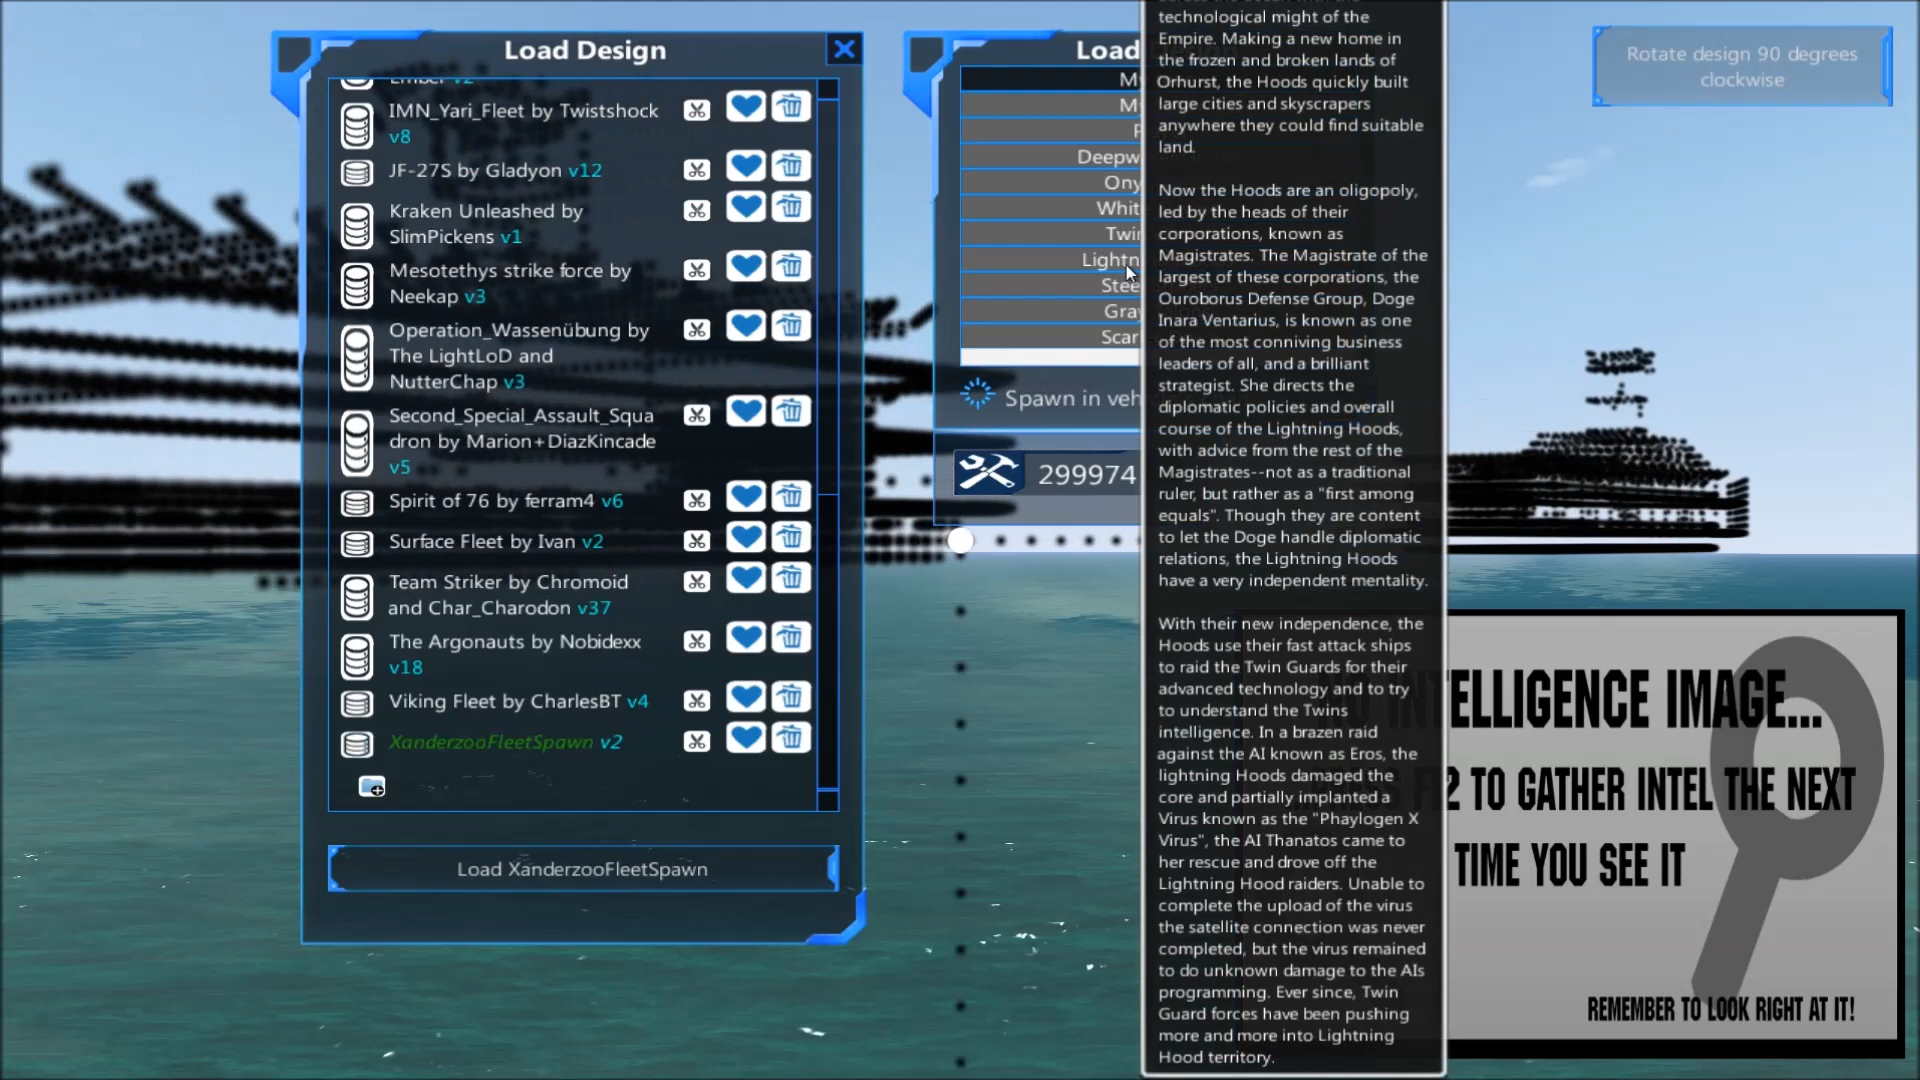 Load Design
Ember v2
IMN_Yari_Fleet by Twistshock
v8
JF-27S by Gladyon v12
Kraken Unleashed by
SlimPickens v1
Mesotethys strike force by
Neekap v3
Operation_Wassenübung by
The LightLoD and
NutterChap v3
Second_Special_Assault_Squa
dron by Marion+DiazKincade
v5
Spirit of 76 by ferram4 v6
Surface Fleet by Ivan v2
Team Striker by Chromoid
and Char_Charodon v37
The Argonauts by Nobidexx
v18
Viking Fleet by CharlesBT v4
XanderzooFleetSpawn v2
Load XanderzooFleetSpawn
Load
My
M
Deepw
Ony
Whit
Twi
Lightn
Stee
Gra
Scar
Spawn in veh
299974
technological might of the
Empire. Making a new home in
the frozen and broken lands of
Orhurst, the Hoods quickly built
large cities and skyscrapers
anywhere they could find suitable
land.
Now the Hoods are an oligopoly,
led by the heads of their
corporations, known as
Magistrates. The Magistrate of the
largest of these corporations, the
Ouroborus Defense Group, Doge
Inara Ventarius, is known as one
of the most conniving business
leaders of all, and a brilliant
strategist. She directs the
diplomatic policies and overall
course of the Lightning Hoods,
with advice from the rest of the
Magistrates--not as a traditional
ruler, but rather as a "first among
equals". Though they are content
to let the Doge handle diplomatic
relations, the Lightning Hoods
have a very independent mentality.
With their new independence, the
Hoods use their fast attack ships
to raid the Twin Guards for their
advanced technology and to try
to understand the Twins
intelligence. In a brazen raid
against the AI known as Eros, the
lightning Hoods damaged the
core and partially implanted a
Virus known as the "Phaylogen X
Virus", the AI Thanatos came to
her rescue and drove off the
Lightning Hood raiders. Unable to
complete the upload of the virus
the satellite connection was never
completed, but the virus remained
to do unknown damage to the AIs
programming. Ever since, Twin
Guard forces have been pushing
more and more into Lightning
Hood territory.
Rotate design 90 degrees
clockwise
INTELLIGENCE IMAGE...
2 TO GATHER INTEL THE NEXT
TIME YOU SEE IT
REMEMBER TO LOOK RIGHT AT IT!